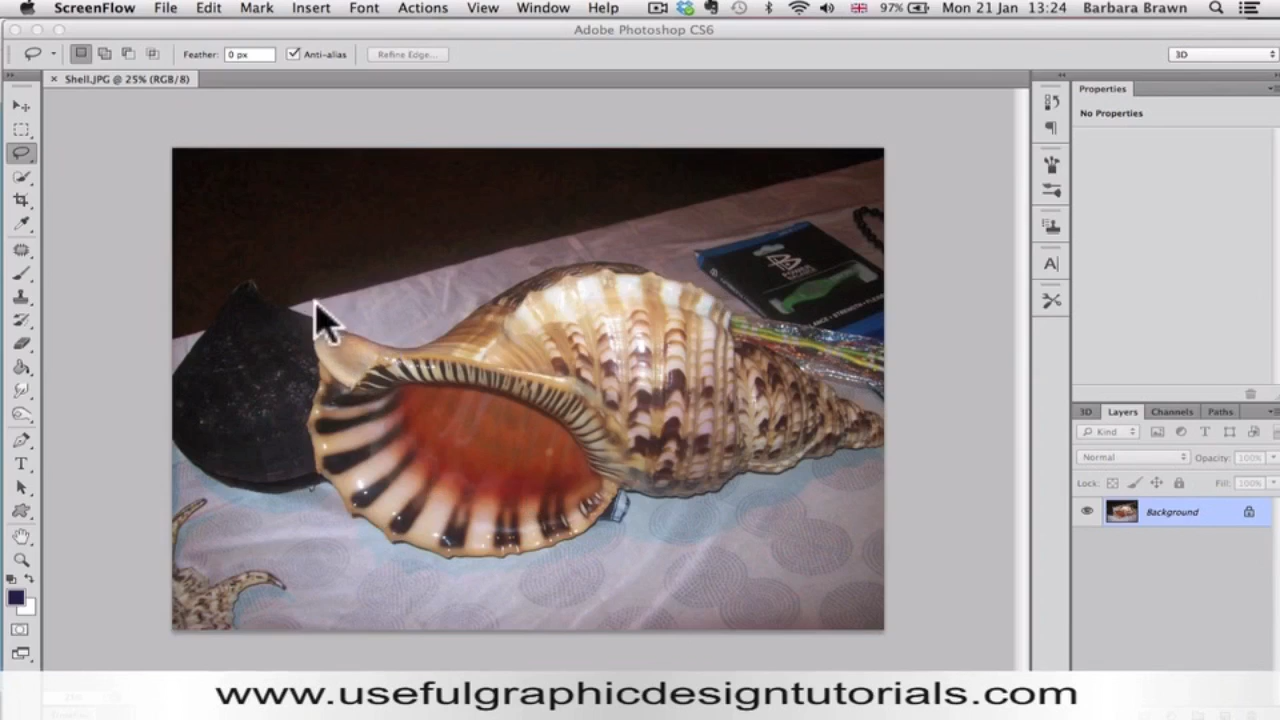 ScreenFlow File Edit Mark Insert Font Actions View Window Help 97% Mon 21 Jan 13:24 Barbara Brawn
Adobe Photoshop CS6
Feather: 0 px Anti-alias Refine Edge... 3D
× Shell.JPG @ 25% (RGB/8)
Properties
No Properties
3D Layers Channels Paths
Kind
Normal Opacity: 100%
Lock: Fill: 100%
Background
www.usefulgraphicdesigntutorials.com